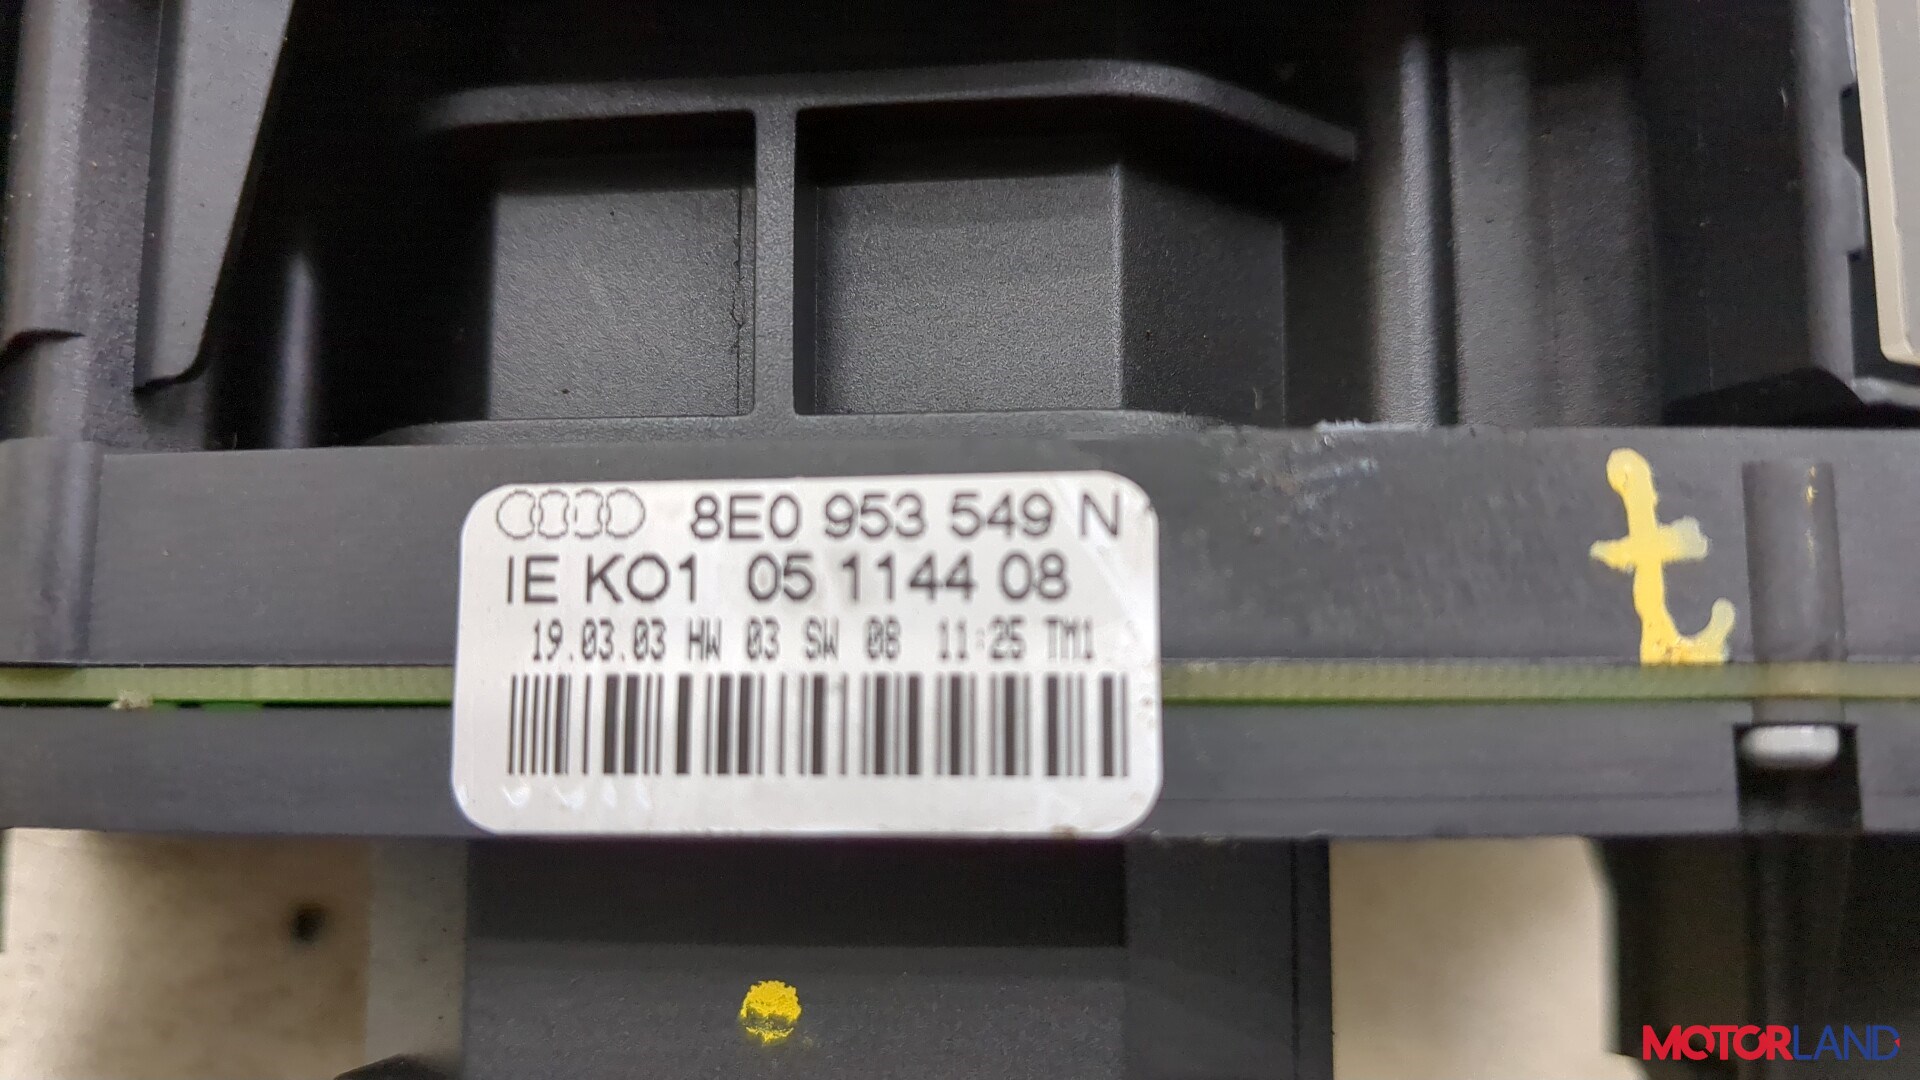 8E0 953 549 N
IE KO1 05 1144 08
19.03.03 HW 03 SW 08 11:25 TM1
t
MOTORLAND